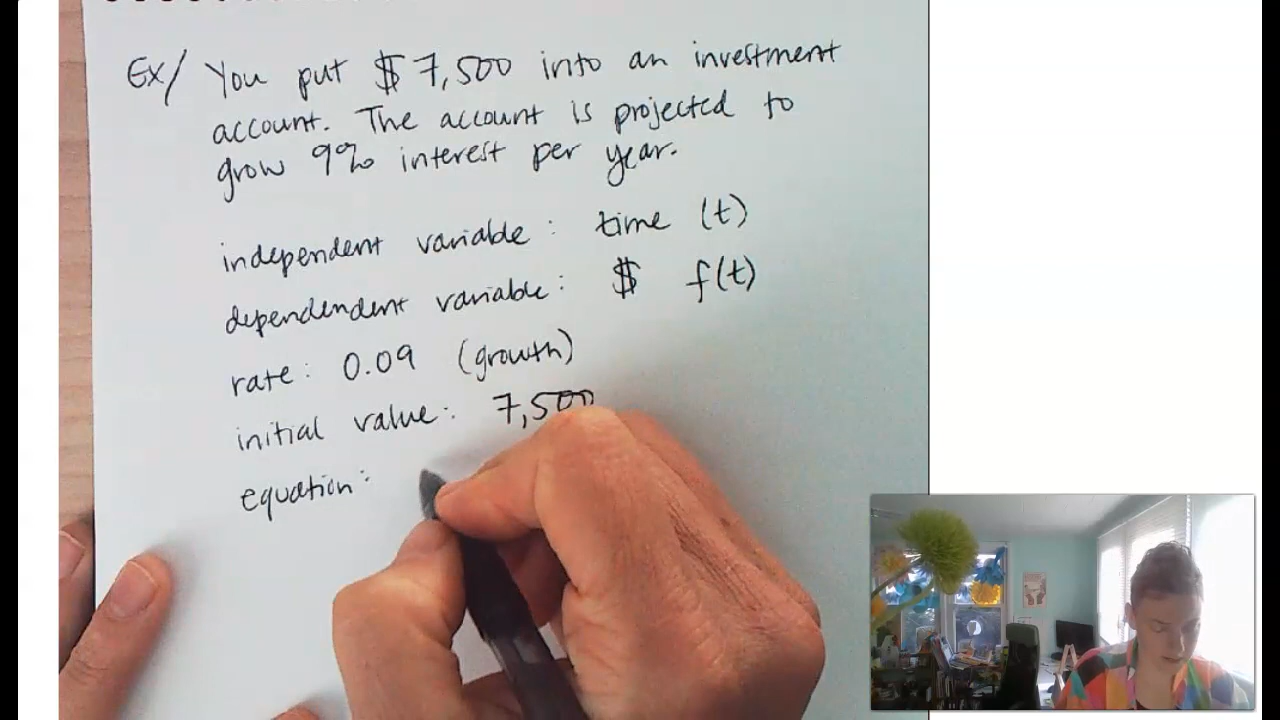 Ex/ You put $7,500 into an investment
account. The account is projected to
grow 9% interest per year.
independent variable: time (t)
dependendent variable: $ f(t)
rate: 0.09 (growth)
initial value: 7,500
equation: